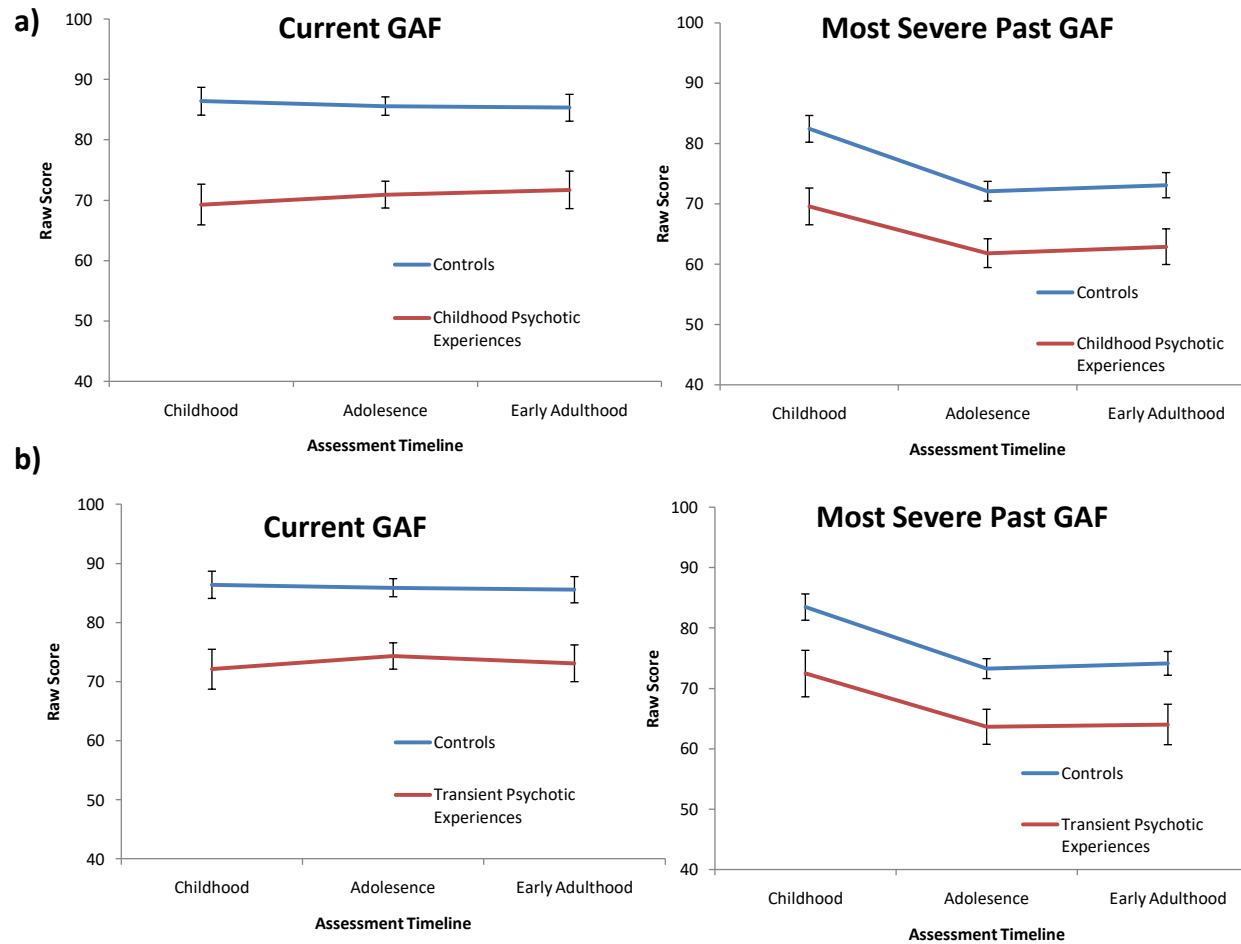 a)
Current GAF
100
90
80
70
60
50
40
Raw Score
Controls
Childhood Psychotic
Experiences
Childhood
Adolesence
Early Adulthood
Assessment Timeline
Most Severe Past GAF
100
90
80
70
60
50
40
Raw Score
Controls
Childhood Psychotic
Experiences
Childhood
Adolesence
Early Adulthood
Assessment Timeline
b)
Current GAF
100
90
80
70
60
50
40
Raw Score
Controls
Transient Psychotic
Experiences
Childhood
Adolesence
Early Adulthood
Assessment Timeline
Most Severe Past GAF
100
90
80
70
60
50
40
Raw Score
Controls
Transient Psychotic
Experiences
Childhood
Adolesence
Early Adulthood
Assessment Timeline